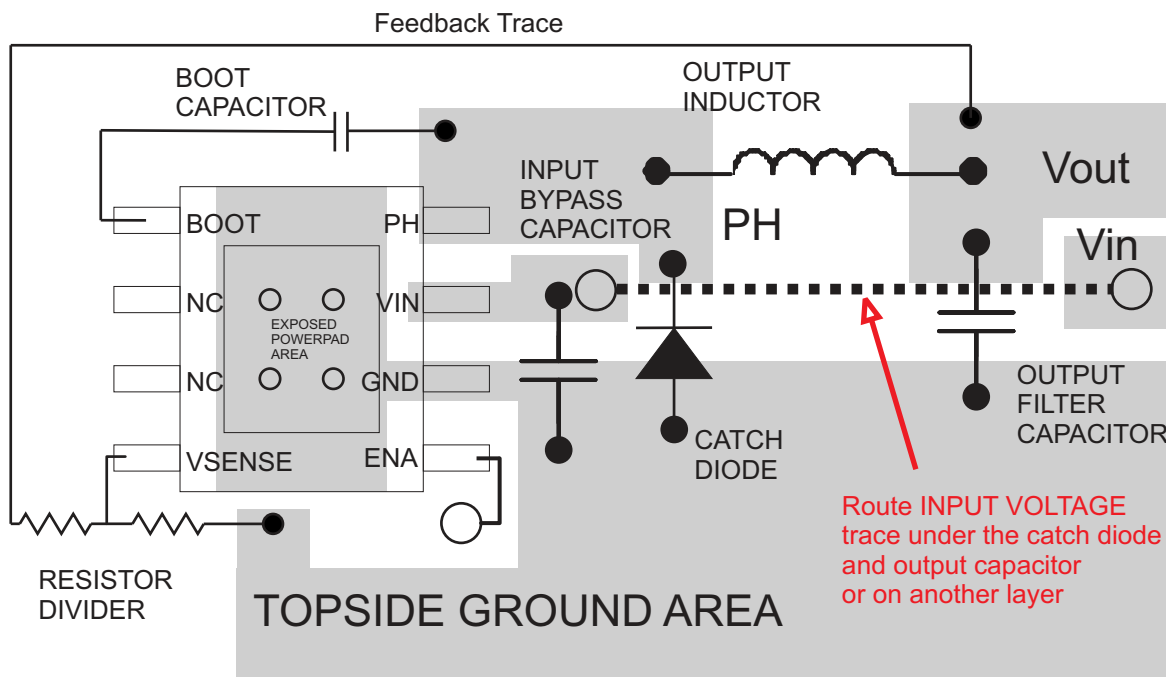 Feedback Trace
BOOT
CAPACITOR
OUTPUT
INDUCTOR
INPUT
BYPASS
CAPACITOR
Vout
PH
Vin
BOOT
PH
NC
VIN
EXPOSED
POWERPAD
AREA
NC
GND
VSENSE
ENA
CATCH
DIODE
OUTPUT
FILTER
CAPACITOR
Route INPUT VOLTAGE
trace under the catch diode
and output capacitor
or on another layer
RESISTOR
DIVIDER
TOPSIDE GROUND AREA